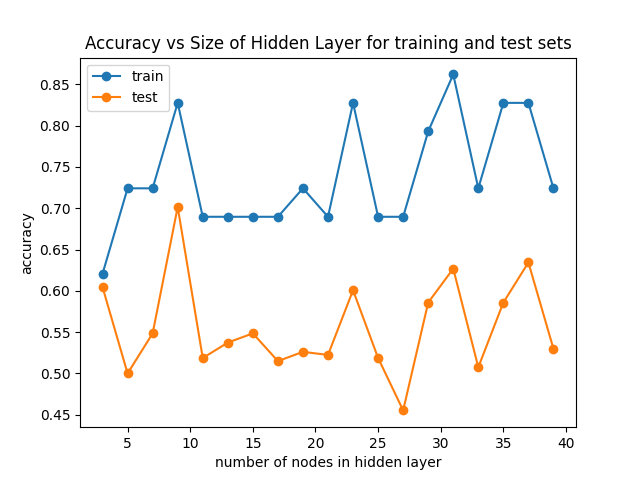 Accuracy vs Size of Hidden Layer for training and test sets
train
test
0.85
0.80
0.75
0.70
0.65
0.60
0.55
0.50
0.45
accuracy
5 10 15 20 25 30 35 40
number of nodes in hidden layer